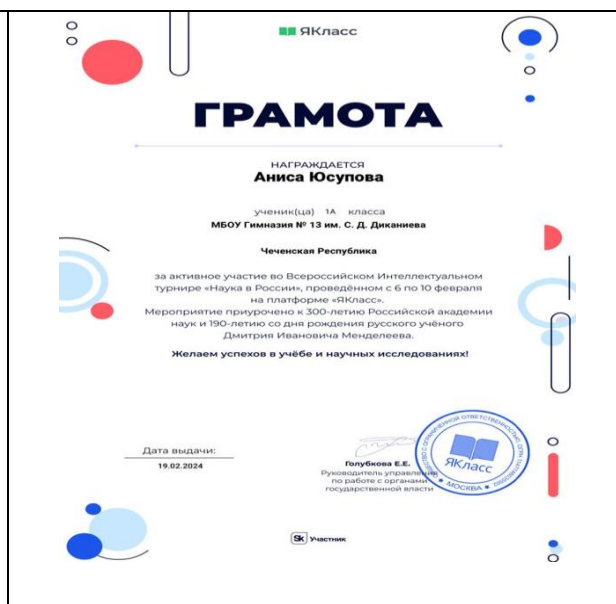 ЯКласс
ГРАМОТА
НАГРАЖДАЕТСЯ
Аниса Юсупова
ученик(ца) 1А класса
МБОУ Гимназия № 13 им. С. Д. Диканиева
Чеченская Республика
за активное участие во Всероссийском Интеллектуальном
турнире «Наука в России», проведённом с 6 по 10 февраля
на платформе «ЯКласс».
Мероприятие приурочено к 300-летию Российской академии
наук и 190-летию со дня рождения русского учёного
Дмитрия Ивановича Менделеева.
Желаем успехов в учёбе и научных исследованиях!
Дата выдачи:
19.02.2024
Голубкова Е.Е.
Руководитель управления
по работе с органами
государственной власти
ОБЩЕСТВО С ОГРАНИЧЕННОЙ ОТВЕТСТВЕННОСТЬЮ
ЯКласс
МОСКВА
Sk Участник